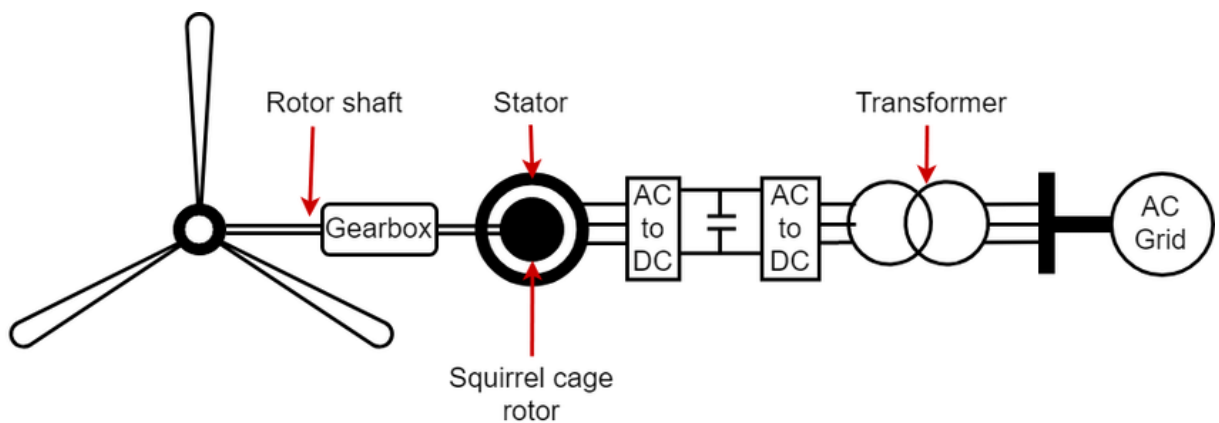 Rotor shaft
Stator
Transformer
Gearbox
AC
to
DC
AC
to
DC
AC
Grid
Squirrel cage
rotor